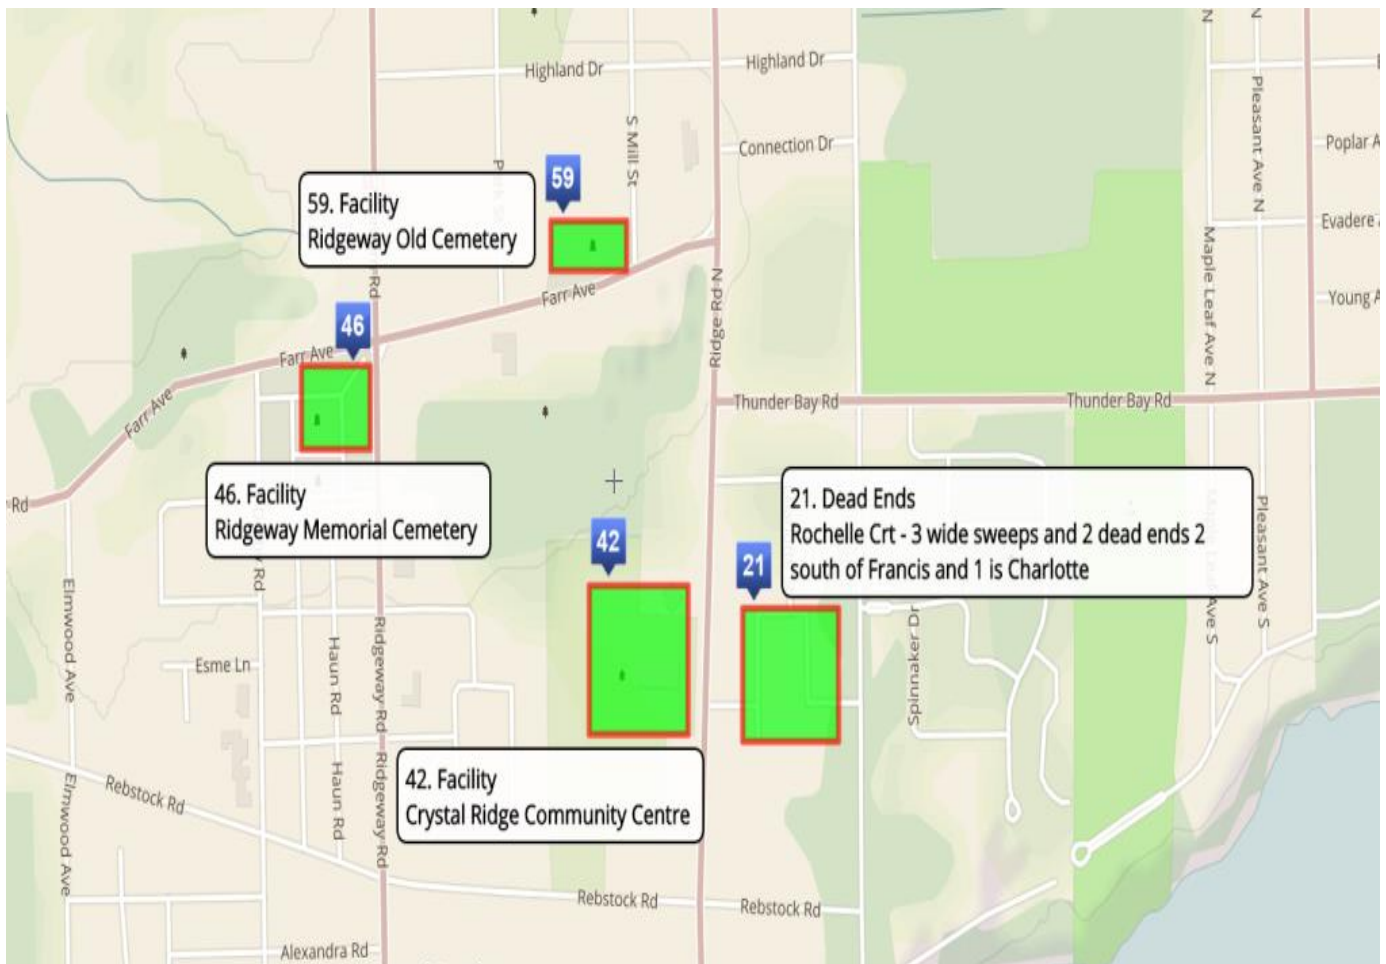 Highland Dr
Highland Dr
S Mill St
Connection Dr
Pleasant Ave N
Poplar A
59
59. Facility
Ridgeway Old Cemetery
Evadere
Maple Leaf Ave N
Rd
Farr Ave
Ridge Rd N
Young A
46
Farr Ave
Farr Ave
Thunder Bay Rd
Thunder Bay Rd
46. Facility
Ridgeway Memorial Cemetery
Rd
21. Dead Ends
Rochelle Crt - 3 wide sweeps and 2 dead ends 2
south of Francis and 1 is Charlotte
42
21
Pleasant Ave S
Ave S
Rd
Elmwood Ave
Esme Ln
Haun Rd
Ridgeway Rd
Spinnaker Dr
42. Facility
Crystal Ridge Community Centre
Rebstock Rd
Elmwood Ave
Haun Rd
Ridgeway Rd
Rebstock Rd
Rebstock Rd
Alexandra Rd